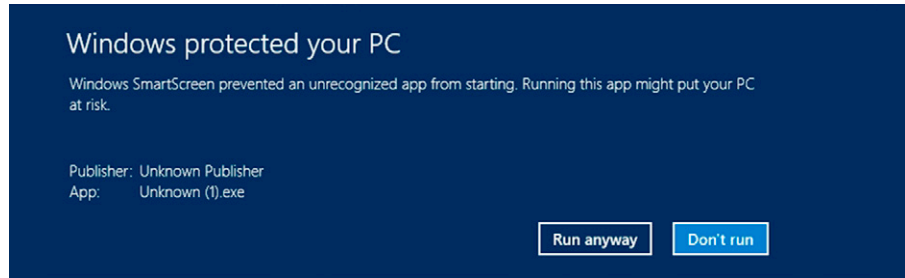 Windows protected your PC
Windows SmartScreen prevented an unrecognized app from starting. Running this app might put your PC
at risk.
Publisher: Unknown Publisher
App: Unknown (1).exe
Run anyway Don't run